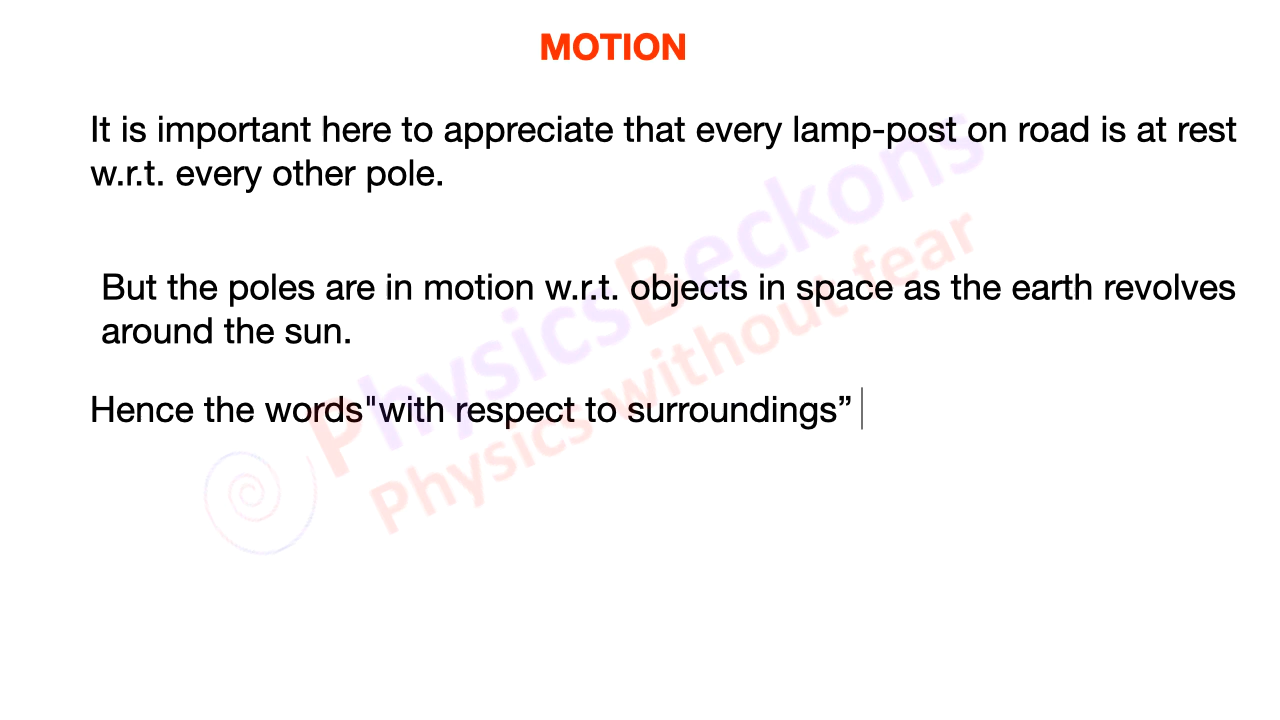 MOTION
It is important here to appreciate that every lamp-post on road is at rest
w.r.t. every other pole.
But the poles are in motion w.r.t. objects in space as the earth revolves
around the sun.
Hence the words"with respect to surroundings”
PhysicsBeckons
Physics without fear